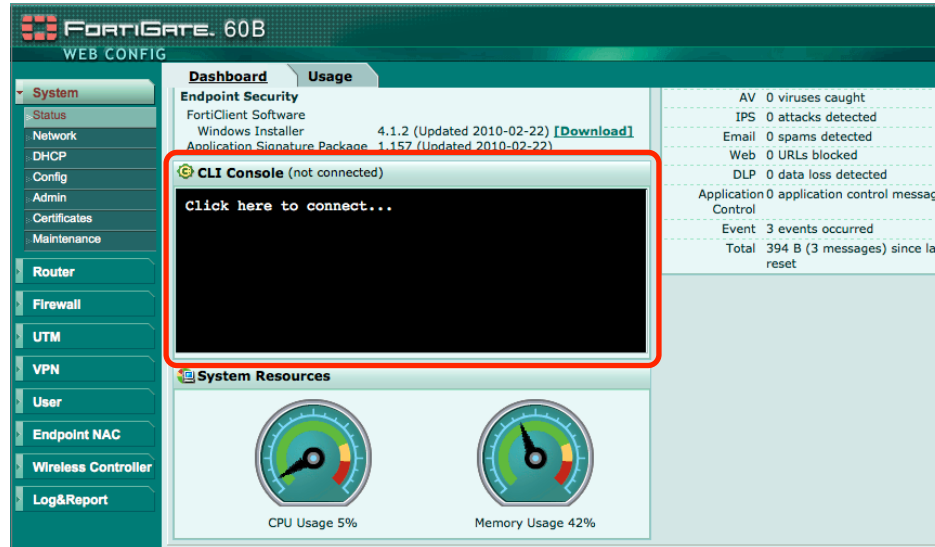 FORTIGATE. 60B
WEB CONFIG
Dashboard Usage
System
Status
Network
DHCP
Config
Admin
Certificates
Maintenance
Router
Firewall
UTM
VPN
User
Endpoint NAC
Wireless Controller
Log&Report
Endpoint Security
FortiClient Software
Windows Installer 4.1.2 (Updated 2010-02-22) [Download]
Application Signature Package 1.157 (Updated 2010-02-22)
CLI Console (not connected)
Click here to connect...
System Resources
CPU Usage 5% Memory Usage 42%
AV 0 viruses caught
IPS 0 attacks detected
Email 0 spams detected
Web 0 URLs blocked
DLP 0 data loss detected
Application 0 application control messag
Control
Event 3 events occurred
Total 394 B (3 messages) since la
reset